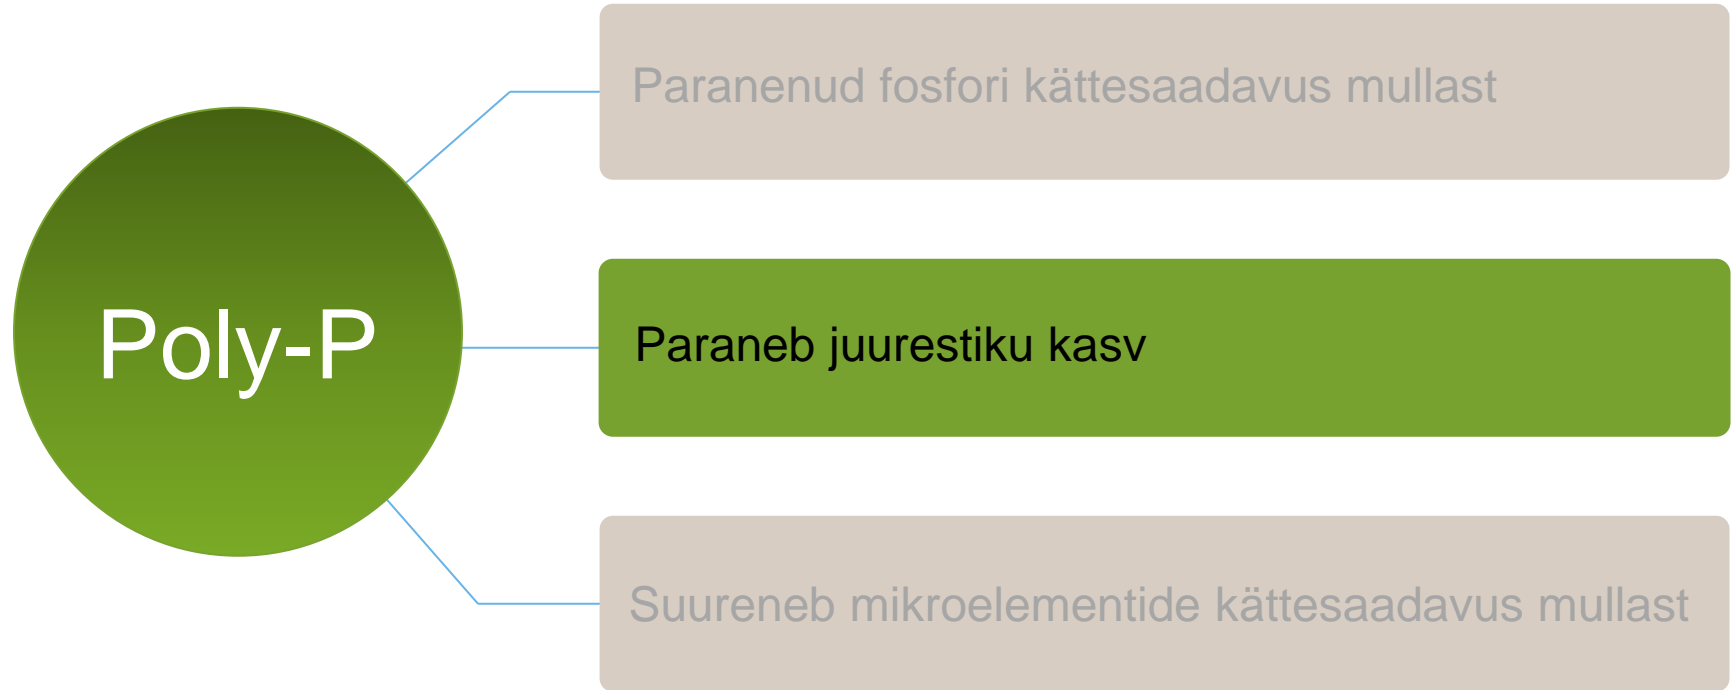 Paranenud fosfori kättesaadavus mullast
Poly-P
Paraneb juurestiku kasv
Suureneb mikroelementide kättesaadavus mullast